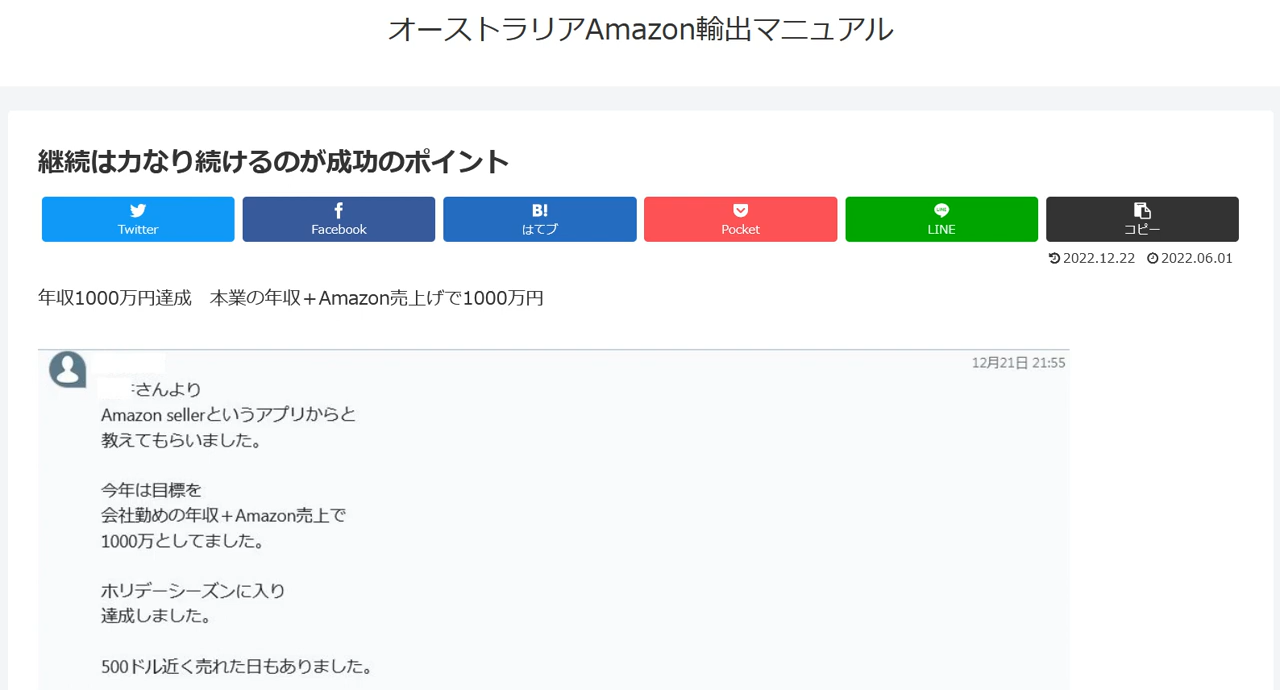 オーストラリアAmazon輸出マニュアル
継続は力なり続けるのが成功のポイント
Twitter
Facebook
B!
はてブ
Pocket
LINE
LINE
コピー
2022.12.22 2022.06.01
年収1000万円達成　本業の年収＋Amazon売上げで1000万円
12月21日 21:55
さんより
Amazon sellerというアプリからと
教えてもらいました。
今年は目標を
会社勤めの年収＋Amazon売上で
1000万としてました。
ホリデーシーズンに入り
達成しました。
500ドル近く売れた日もありました。